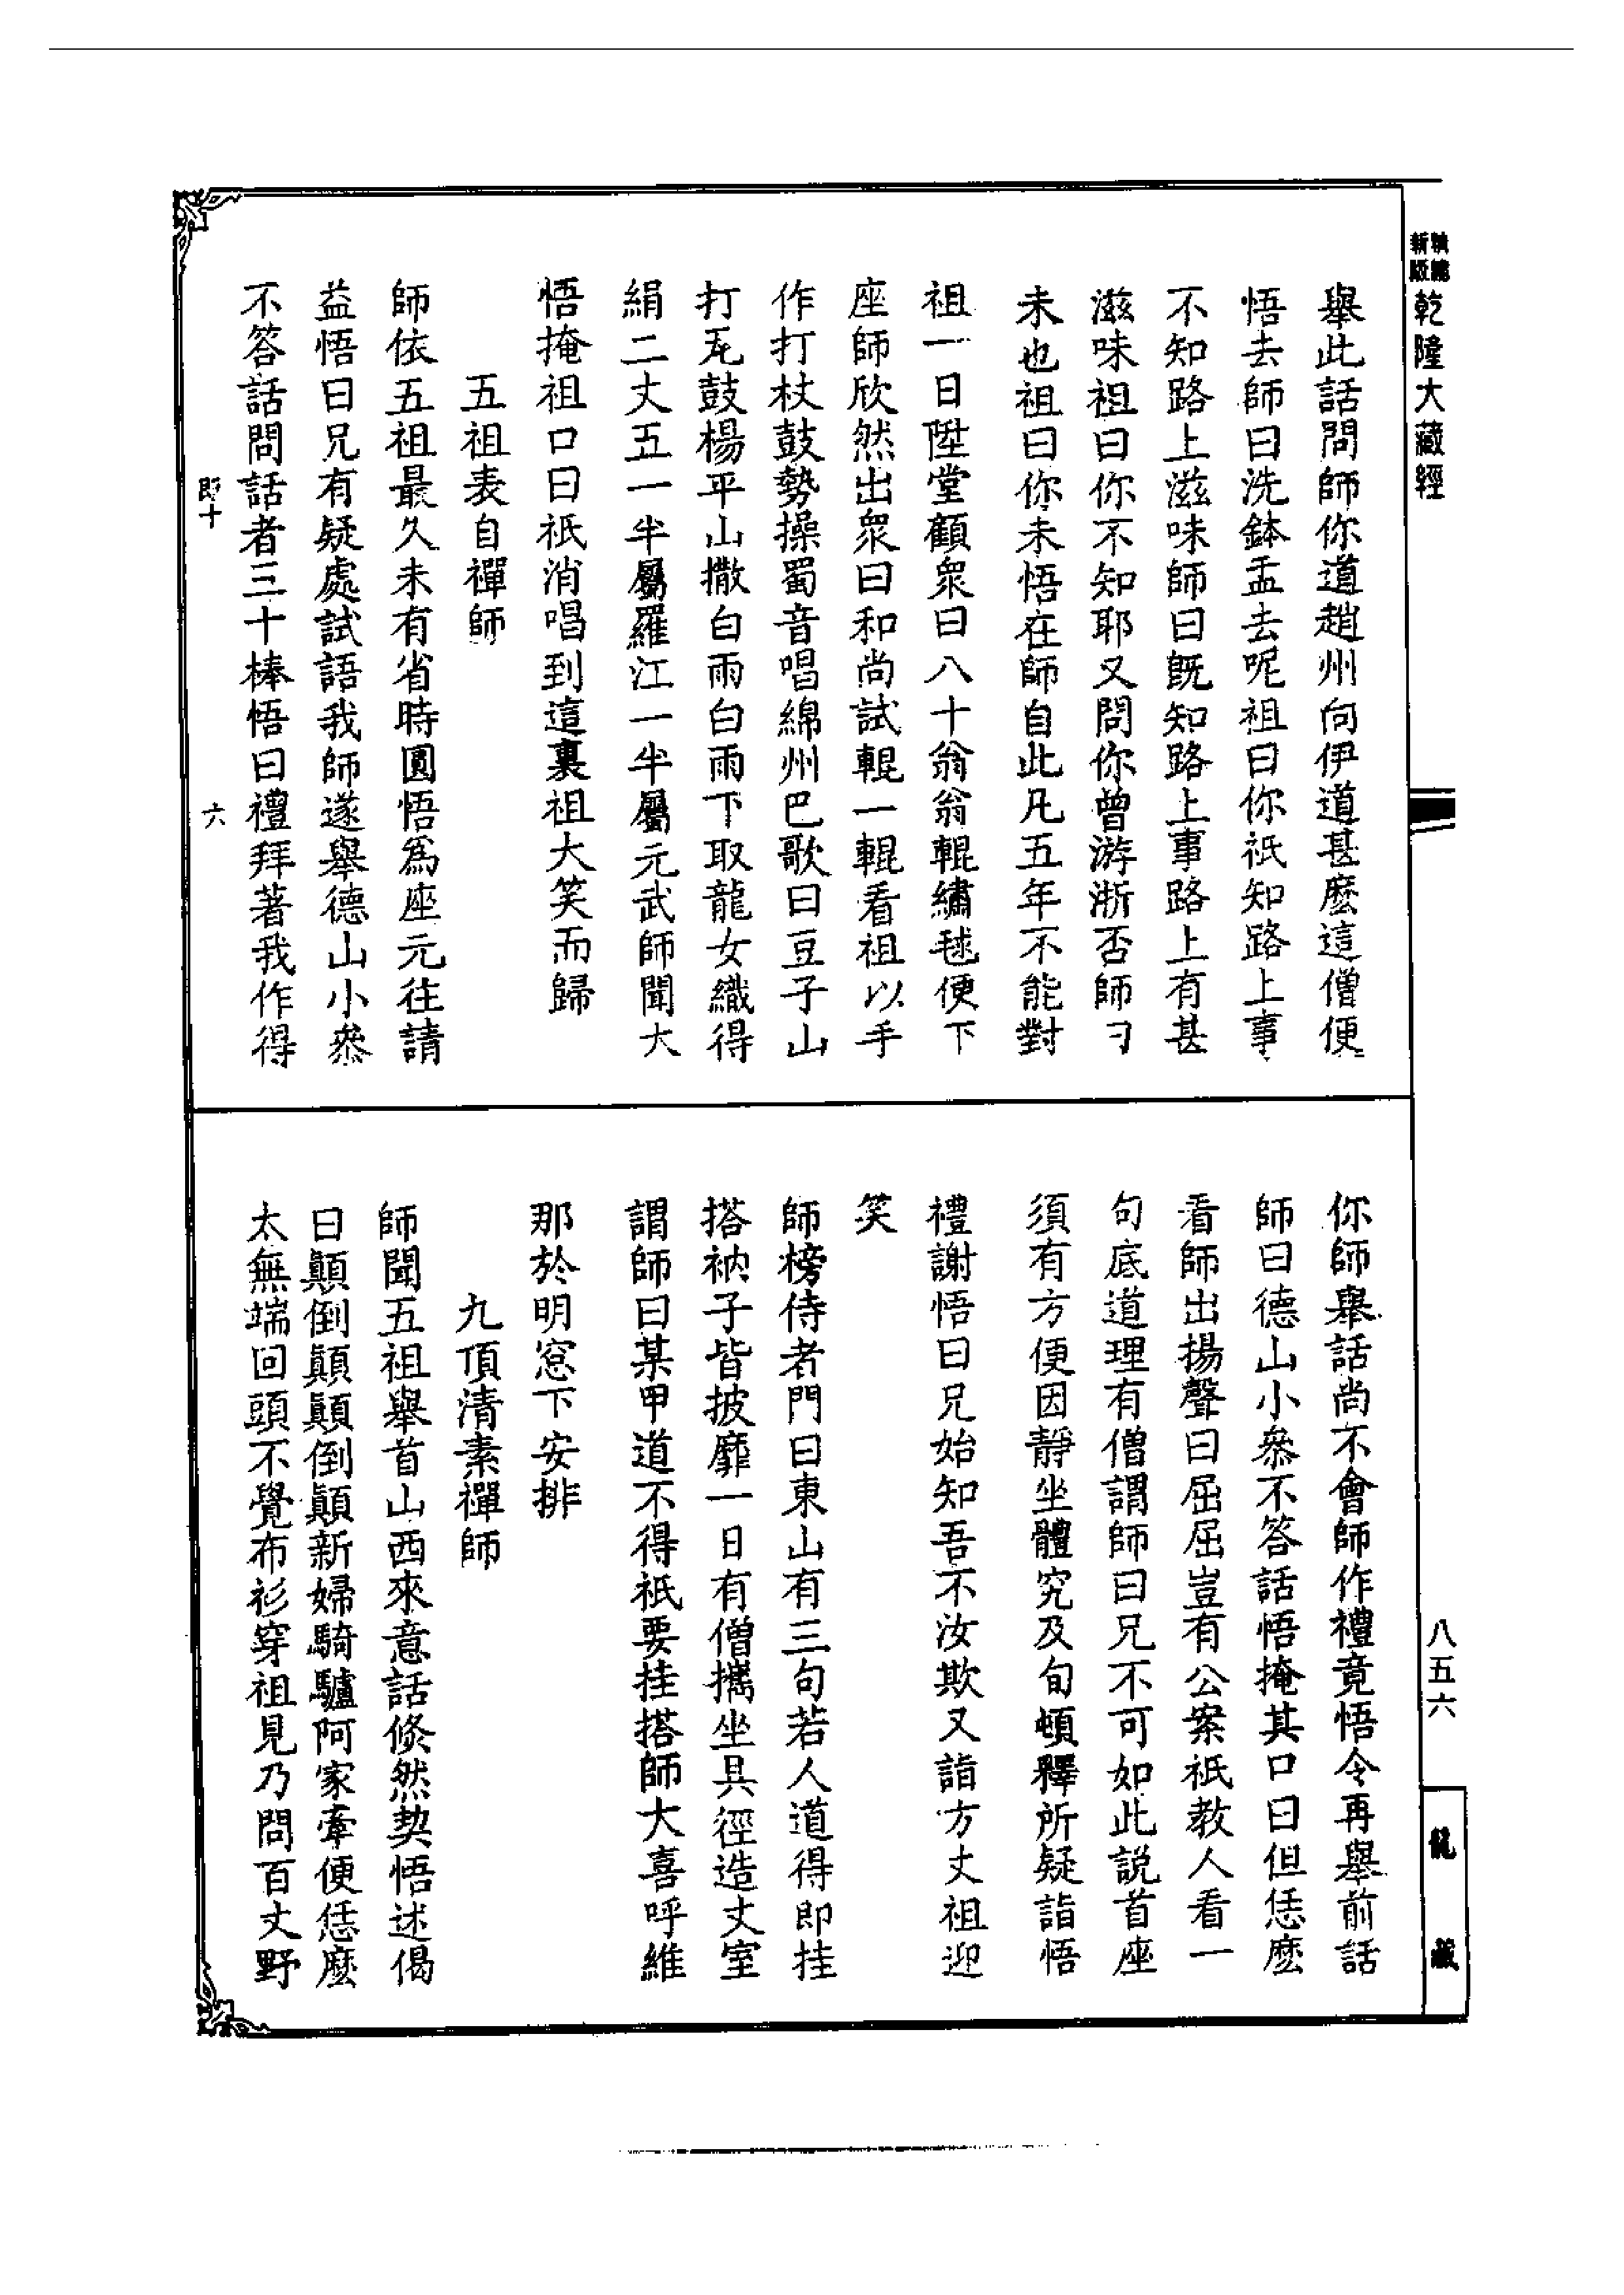 乾隆大藏經
舉此話問師你道趙州向伊道甚麽這僧便
悟去師曰洗鉢盂去呢祖曰你祇知路上事
不知路上滋味師曰既知路上事路上有甚
滋味祖曰你不知耶又問你曾游浙否師曰
未也祖曰你未悟在師自此凡五年不能對
祖一日陞堂顧衆曰八十翁翁輥繡毬便下
座師欣然出衆曰和尚試輥一輥看祖以手
作打杖鼓勢操蜀音唱綿州巴歌曰豆子山
打瓦鼓楊平山撒白雨白雨下取龍女織得
絹二丈五一半屬羅江一半屬元武師聞大
悟掩祖口曰祇消唱到這裏祖大笑而歸
五祖表自禪師
師依五祖最久未有省時圓悟爲座元往請
益悟曰兄有疑處試語我師遂舉德山小叅
不答話問話者三十棒悟曰禮拜著我作得
即十
六
八五六
龍藏
你師舉話尚不會師作禮竟悟令再舉前話
師曰德山小叅不答話悟掩其口曰但恁麽
看師出揚聲曰屈屈豈有公案祇教人看一
句底道理有僧謂師曰兄不可如此説首座
須有方便因靜坐體究及旬頓釋所疑詣悟
禮謝悟曰兄始知吾不汝欺又詣方丈祖迎
笑
師榜侍者門曰東山有三句若人道得即挂
搭衲子皆披靡一日有僧攜坐具徑造丈室
謂師曰某甲道不得祇要挂搭師大喜呼維
那於明窓下安排
九頂清素禪師
師聞五祖舉首山西來意話倐然契悟述偈
曰顛倒顛顛倒顛新婦騎驢阿家牽便恁麽
太無端回頭不覺布衫穿祖見乃問百丈野